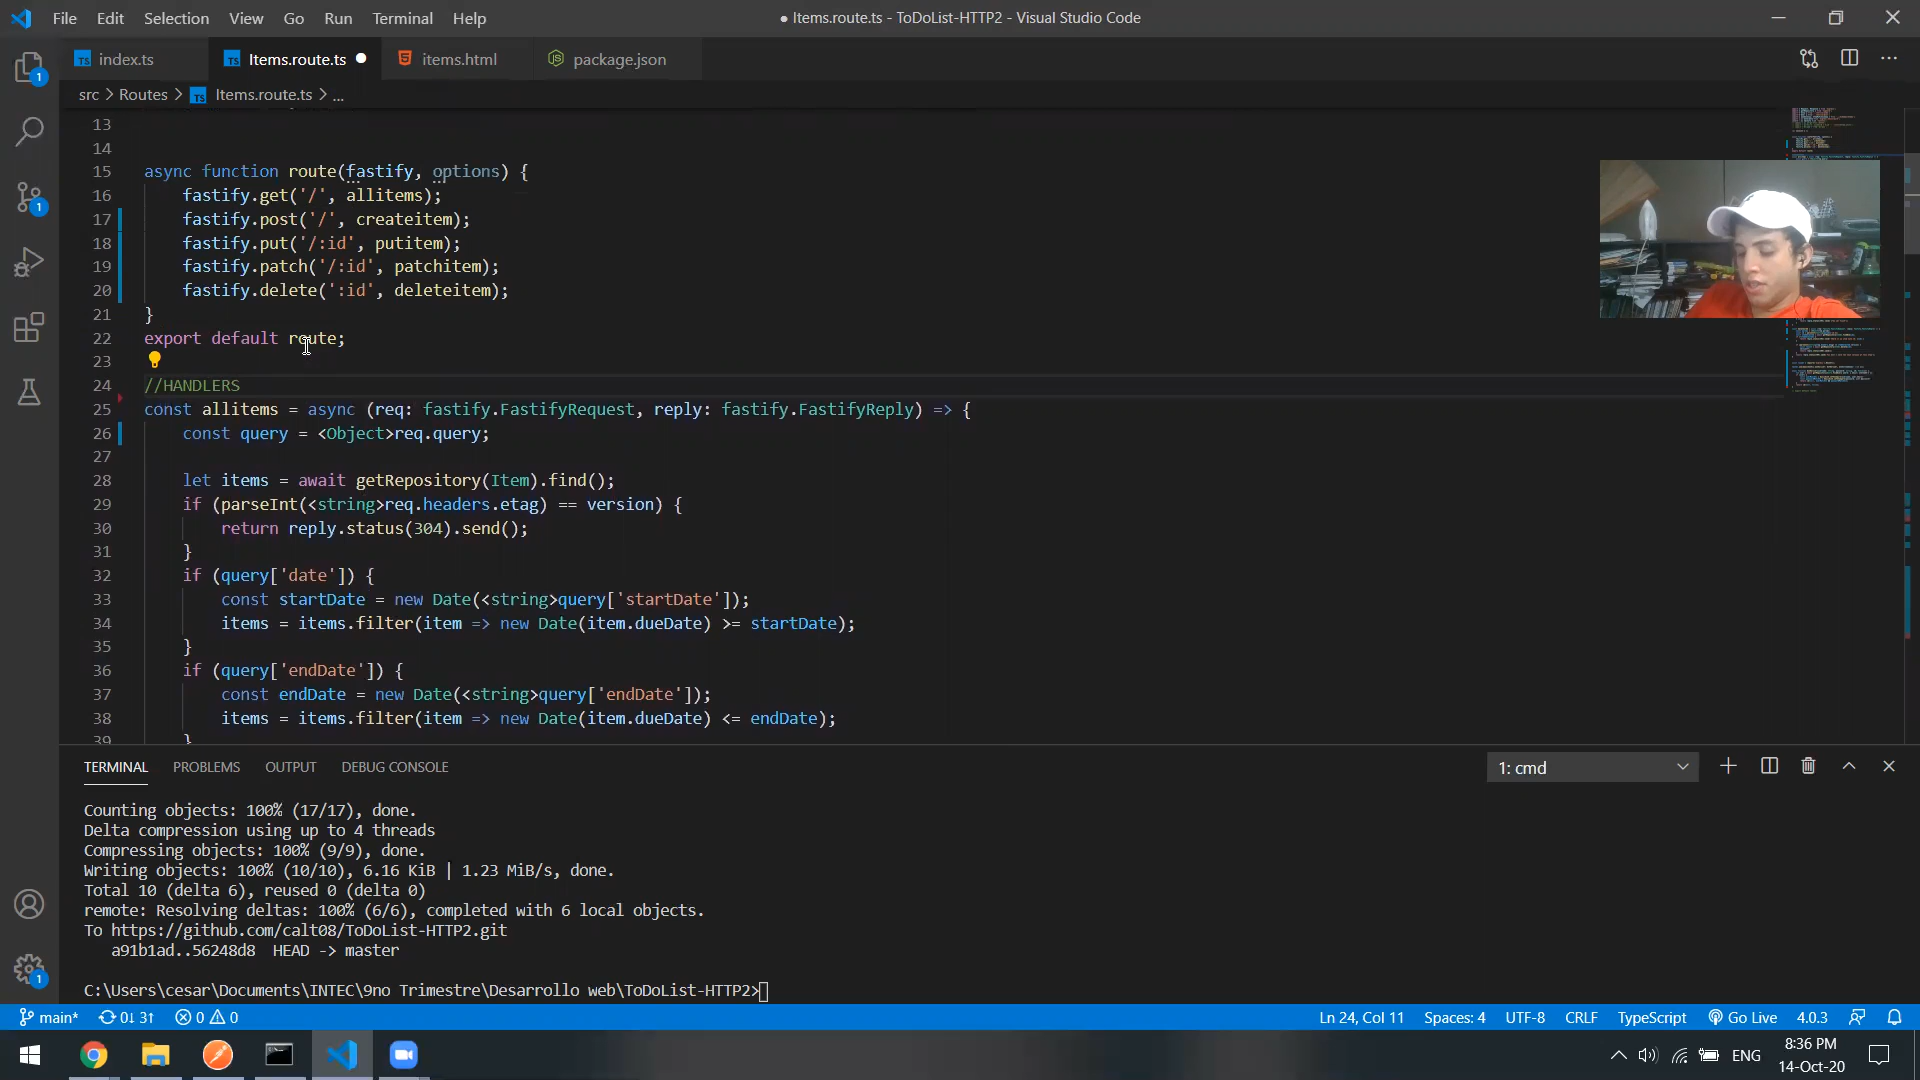 File Edit Selection View Go Run Terminal Help
● Items.route.ts - ToDoList-HTTP2 - Visual Studio Code
TS index.ts
TS Items.route.ts ●
items.html
package.json
src > Routes > TS Items.route.ts > ...
13
14
15 async function route(fastify, options) {
16 fastify.get('/', allitems);
17 fastify.post('/', createitem);
18 fastify.put('/:id', putitem);
19 fastify.patch('/:id', patchitem);
20 fastify.delete(':id', deleteitem);
21 }
22 export default route;
23
24 //HANDLERS
25 const allitems = async (req: fastify.FastifyRequest, reply: fastify.FastifyReply) => {
26 const query = <Object>req.query;
27
28 let items = await getRepository(Item).find();
29 if (parseInt(<string>req.headers.etag) == version) {
30 return reply.status(304).send();
31 }
32 if (query['date']) {
33 const startDate = new Date(<string>query['startDate']);
34 items = items.filter(item => new Date(item.dueDate) >= startDate);
35 }
36 if (query['endDate']) {
37 const endDate = new Date(<string>query['endDate']);
38 items = items.filter(item => new Date(item.dueDate) <= endDate);
39 }
1
1
1
TERMINAL PROBLEMS OUTPUT DEBUG CONSOLE
1: cmd
Counting objects: 100% (17/17), done.
Delta compression using up to 4 threads
Compressing objects: 100% (9/9), done.
Writing objects: 100% (10/10), 6.16 KiB | 1.23 MiB/s, done.
Total 10 (delta 6), reused 0 (delta 0)
remote: Resolving deltas: 100% (6/6), completed with 6 local objects.
To https://github.com/calt08/ToDoList-HTTP2.git
a91b1ad..56248d8 HEAD -> master
C:\Users\cesar\Documents\INTEC\9no Trimestre\Desarrollo web\ToDoList-HTTP2>
main* 0↓ 3↑ 0 0
Ln 24, Col 11 Spaces: 4 UTF-8 CRLF TypeScript Go Live 4.0.3
ENG
8:36 PM
14-Oct-20